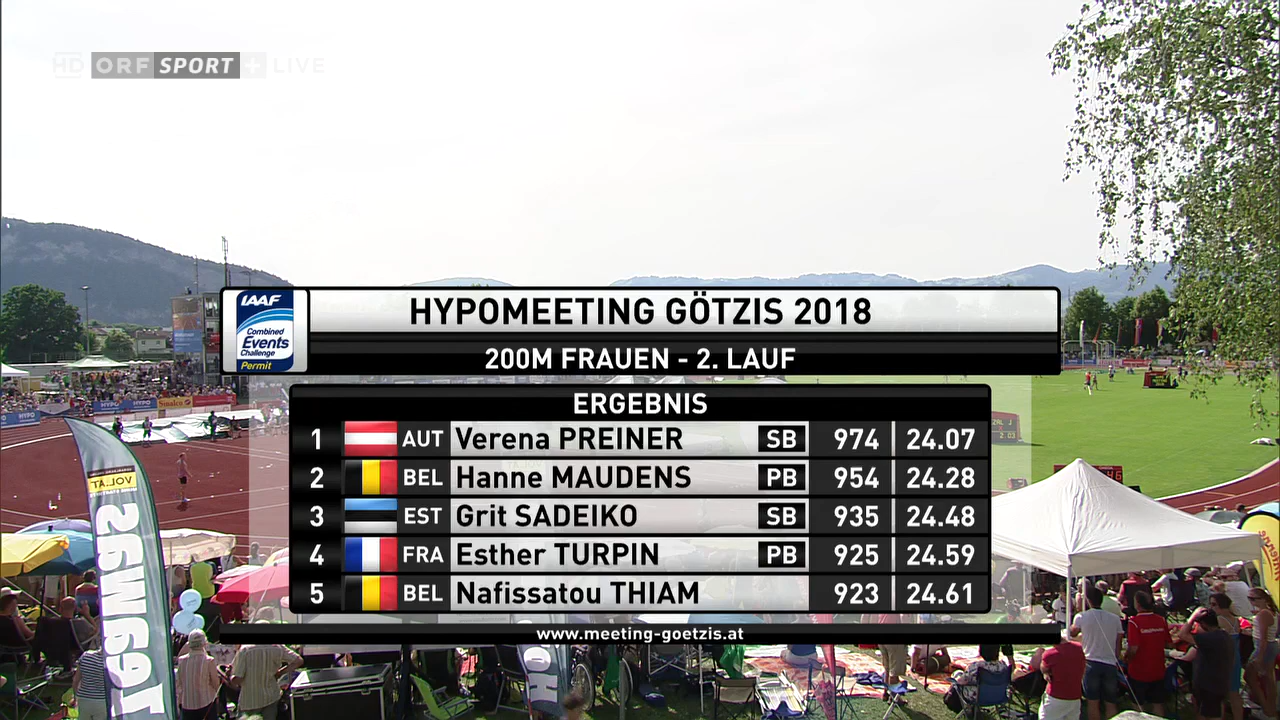 HD ORF SPORT + LIVE
IAAF
Combined
Events
Challenge
Permit
HYPOMEETING GÖTZIS 2018
200M FRAUEN - 2. LAUF
ERGEBNIS
1 AUT Verena PREINER SB 974 24.07
2 BEL Hanne MAUDENS PB 954 24.28
3 EST Grit SADEIKO SB 935 24.48
4 FRA Esther TURPIN PB 925 24.59
5 BEL Nafissatou THIAM 923 24.61
www.meeting-goetzis.at
VOL.AT